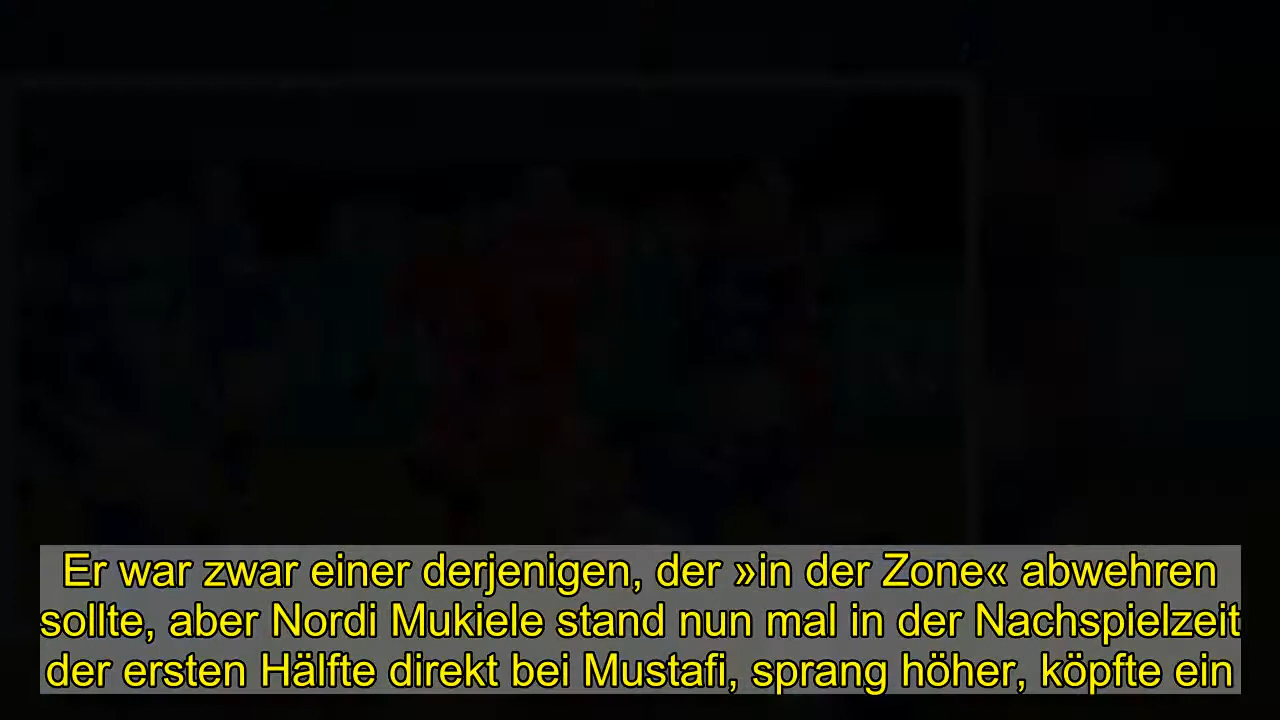 Er war zwar einer derjenigen, der »in der Zone« abwehren
sollte, aber Nordi Mukiele stand nun mal in der Nachspielzeit
der ersten Hälfte direkt bei Mustafi, sprang höher, köpfte ein